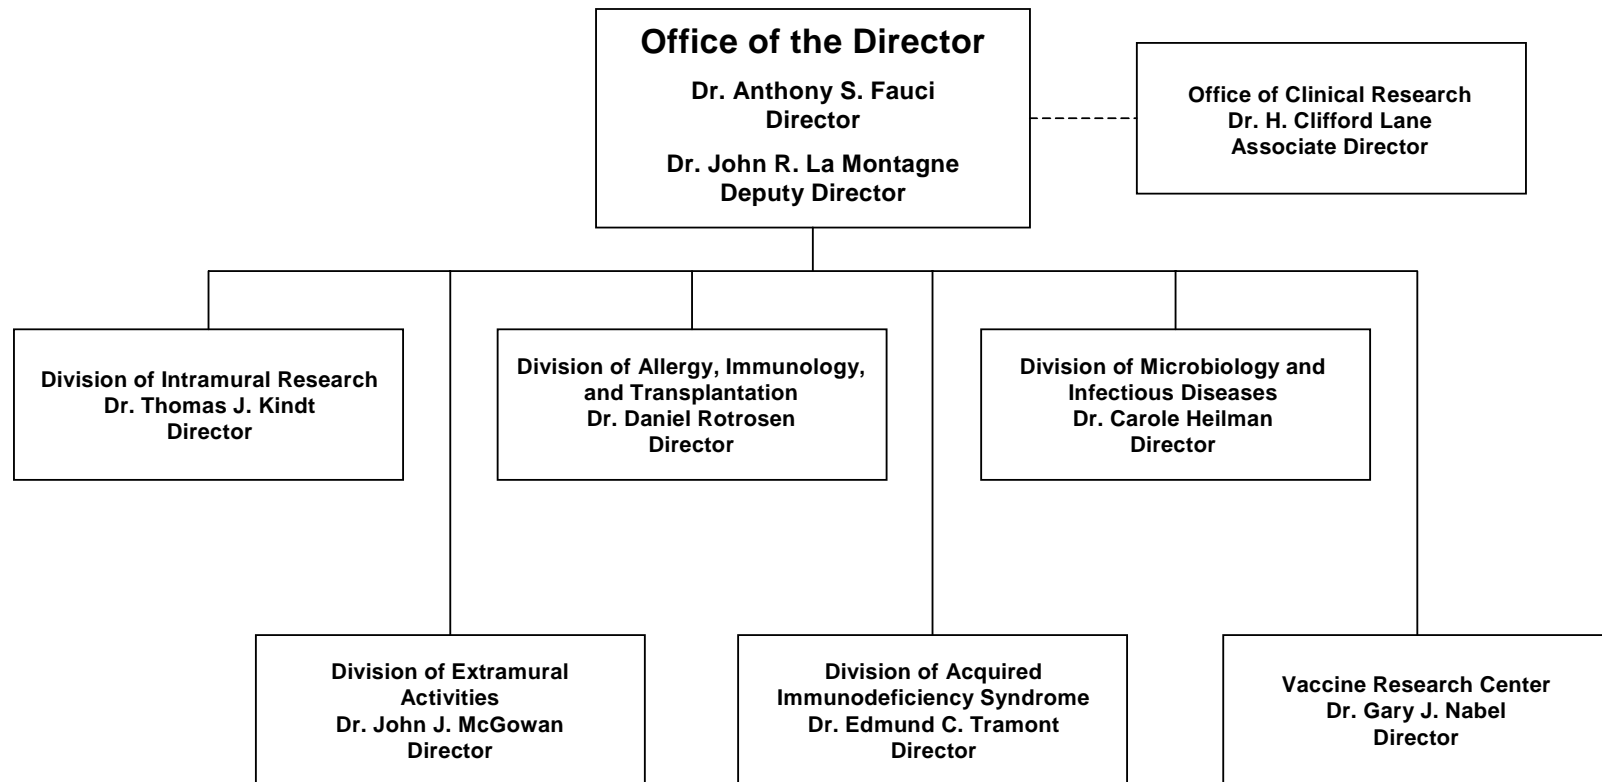 Office of the Director
Dr. Anthony S. Fauci
Director
Dr. John R. La Montagne
Deputy Director
Office of Clinical Research
Dr. H. Clifford Lane
Associate Director
Division of Intramural Research
Dr. Thomas J. Kindt
Director
Division of Allergy, Immunology,
and Transplantation
Dr. Daniel Rotrosen
Director
Division of Microbiology and
Infectious Diseases
Dr. Carole Heilman
Director
Division of Extramural
Activities
Dr. John J. McGowan
Director
Division of Acquired
Immunodeficiency Syndrome
Dr. Edmund C. Tramont
Director
Vaccine Research Center
Dr. Gary J. Nabel
Director